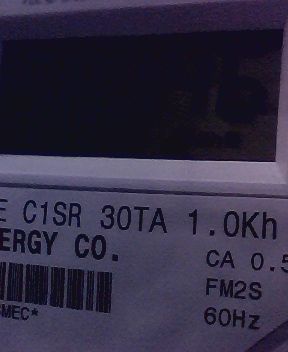 E C1SR 30TA 1.0Kh
ERGY CO.
CA 0.5
FM2S
60Hz
MEC*